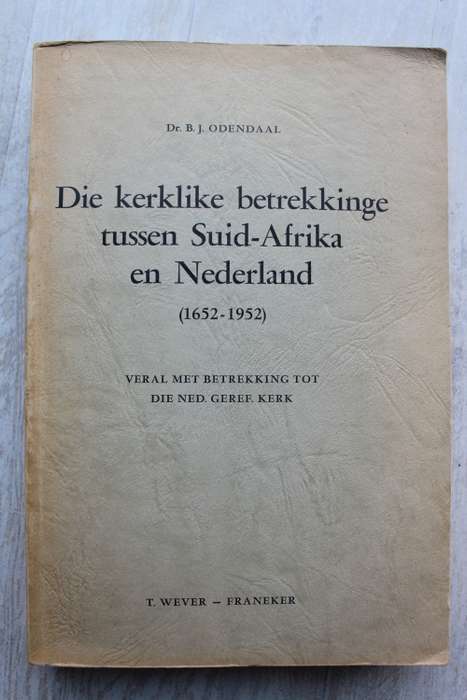 Dr. B. J. ODENDAAL
Die kerklike betrekkinge
tussen Suid-Afrika
en Nederland
(1652-1952)
VERAL MET BETREKKING TOT
DIE NED. GEREF. KERK
T. WEVER — FRANEKER